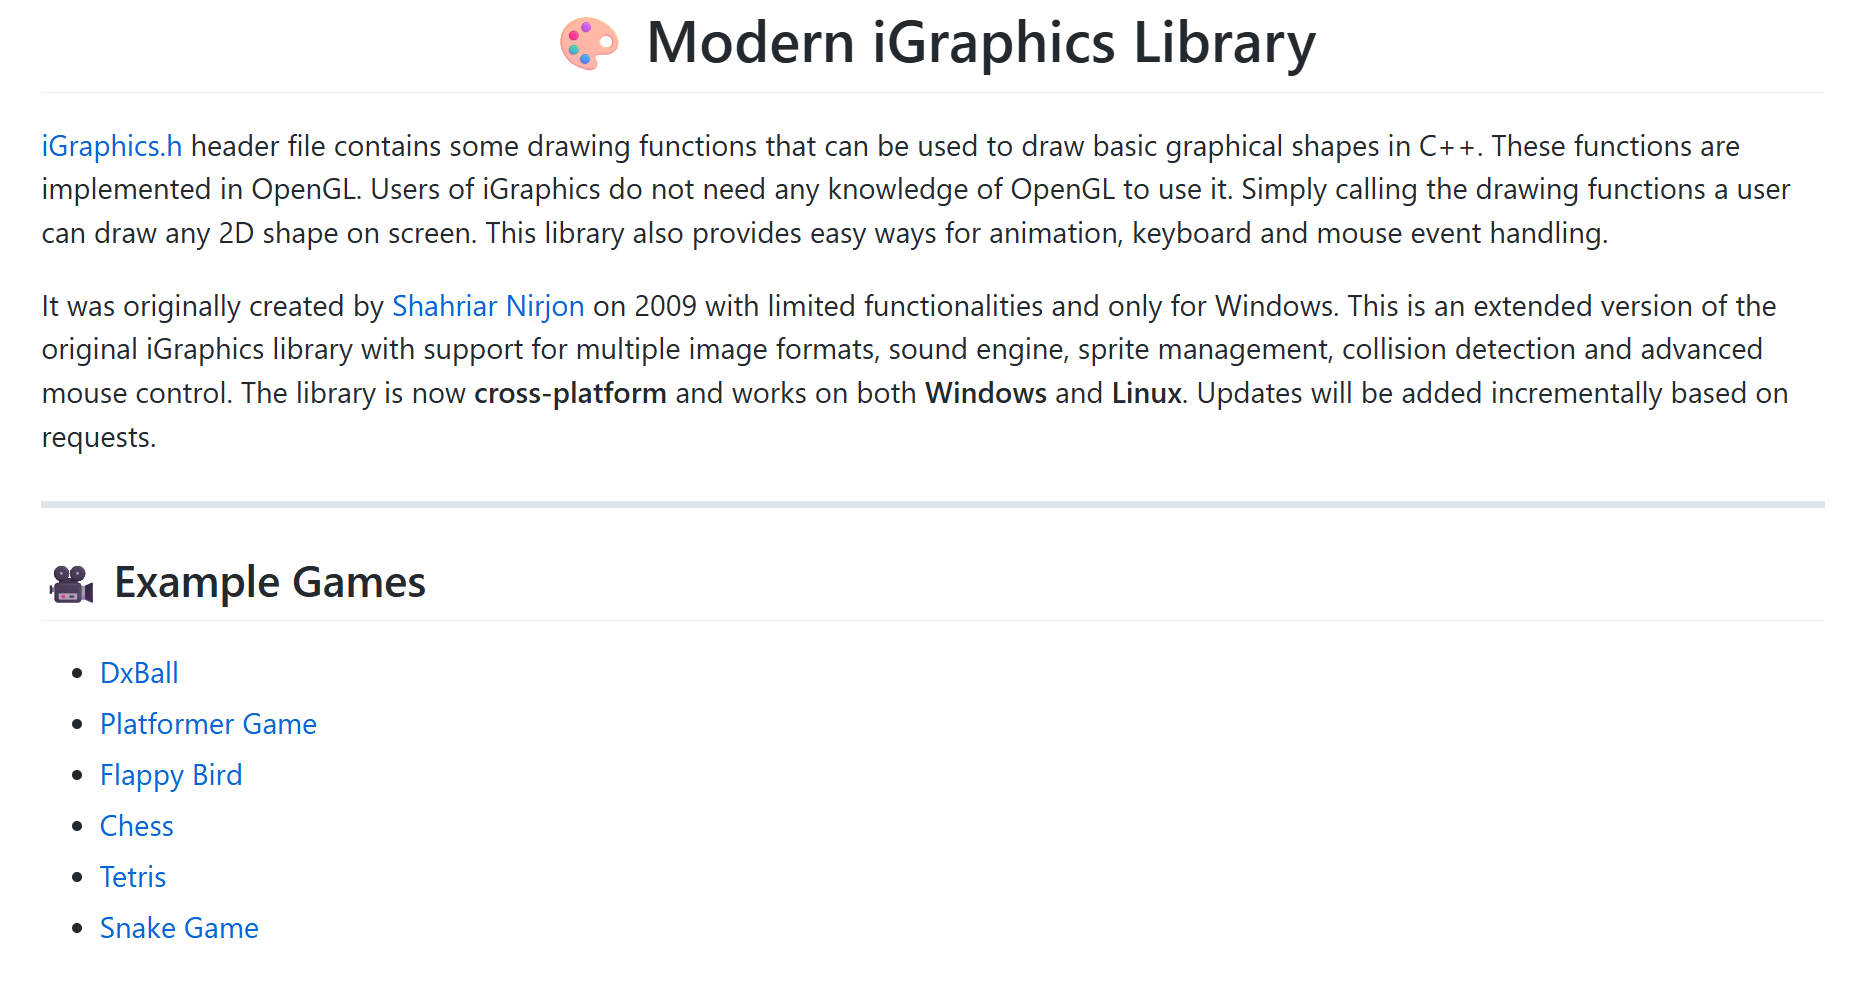 Modern iGraphics Library
iGraphics.h header file contains some drawing functions that can be used to draw basic graphical shapes in C++. These functions are
implemented in OpenGL. Users of iGraphics do not need any knowledge of OpenGL to use it. Simply calling the drawing functions a user
can draw any 2D shape on screen. This library also provides easy ways for animation, keyboard and mouse event handling.
It was originally created by Shahriar Nirjon on 2009 with limited functionalities and only for Windows. This is an extended version of the
original iGraphics library with support for multiple image formats, sound engine, sprite management, collision detection and advanced
mouse control. The library is now cross-platform and works on both Windows and Linux. Updates will be added incrementally based on
requests.
Example Games
DxBall
Platformer Game
Flappy Bird
Chess
Tetris
Snake Game